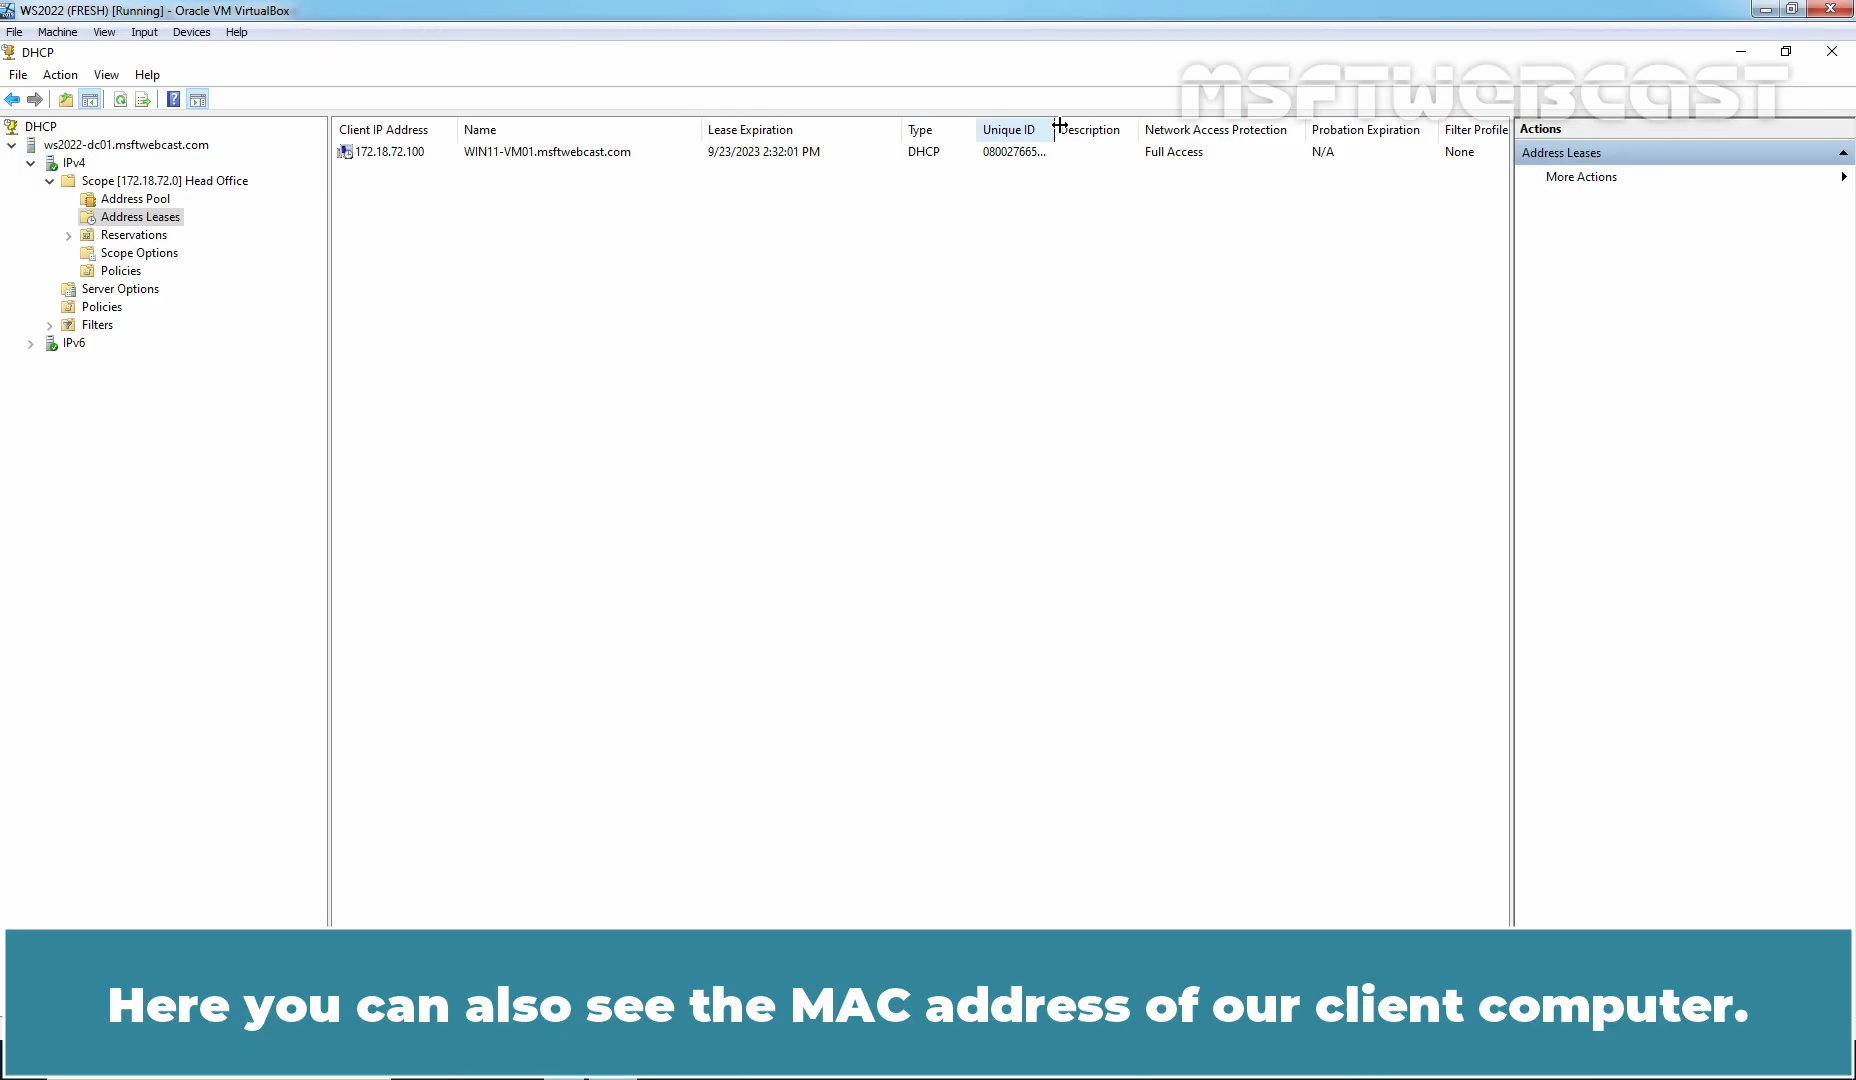 WS2022 (FRESH) [Running] - Oracle VM VirtualBox
File Machine View Input Devices Help
DHCP
File Action View Help
MSFTWEBCAST
DHCP
ws2022-dc01.msftwebcast.com
IPv4
Scope [172.18.72.0] Head Office
Address Pool
Address Leases
Reservations
Scope Options
Policies
Server Options
Policies
Filters
IPv6
Client IP Address Name Lease Expiration Type Unique ID Description Network Access Protection Probation Expiration Filter Profile
172.18.72.100 WIN11-VM01.msftwebcast.com 9/23/2023 2:32:01 PM DHCP 080027665... Full Access N/A None
Actions
Address Leases
More Actions
Here you can also see the MAC address of our client computer.